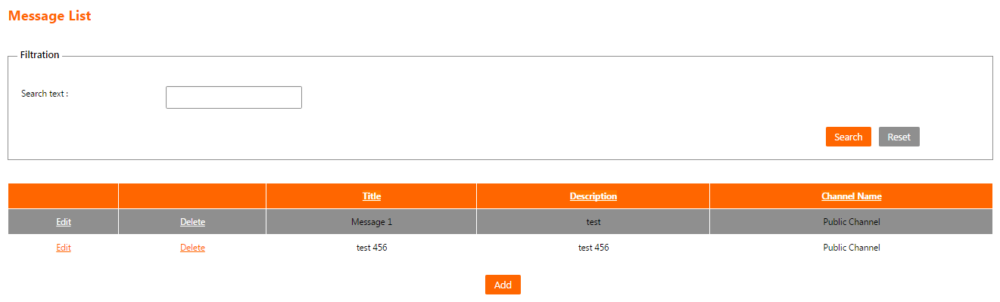 Message List
Filtration
Search text :
Search Reset
Title Description Channel Name
Edit Delete Message 1 test Public Channel
Edit Delete test 456 test 456 Public Channel
Add